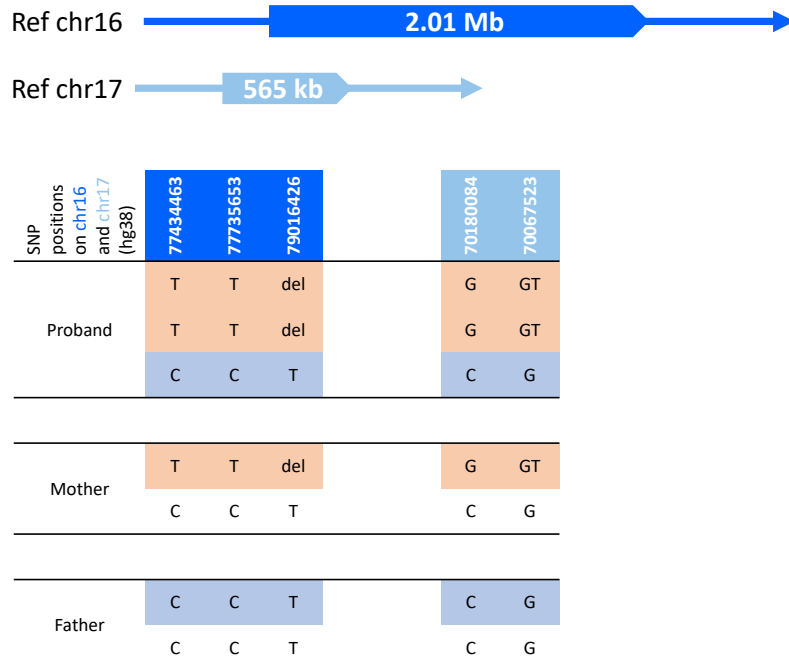 Ref chr16
2.01 Mb
Ref chr17
565 kb
SNP
positions
on chr16
and chr17
(hg38)
77434463
77735653
79016426
70180084
70067523
T T del G GT
Proband
T T del G GT
C C T C G
T T del G GT
Mother
C C T C G
C C T C G
Father
C C T C G